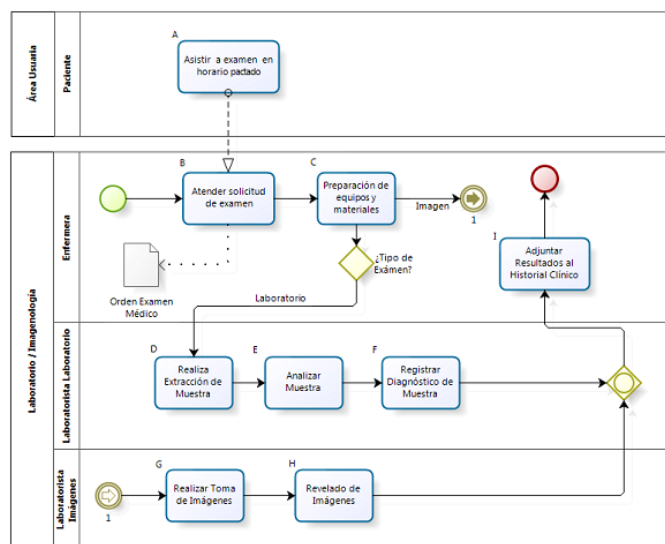 Área Usuaria
Paciente
A
Asistir a examen en
horario pactado
Laboratorio / Imagenología
Enfermera
B
Atender solicitud
de examen
C
Preparación de
equipos y
materiales
Imagen
1
Orden Examen
Médico
¿Tipo de
Exámen?
Laboratorio
I
Adjuntar
Resultados al
Historial Clínico
Laboratorista Laboratorio
D
Realiza
Extracción de
Muestra
E
Analizar
Muestra
F
Registrar
Diagnóstico de
Muestra
Laboratorista
Imágenes
1
G
Realizar Toma
de Imágenes
H
Revelado de
Imágenes